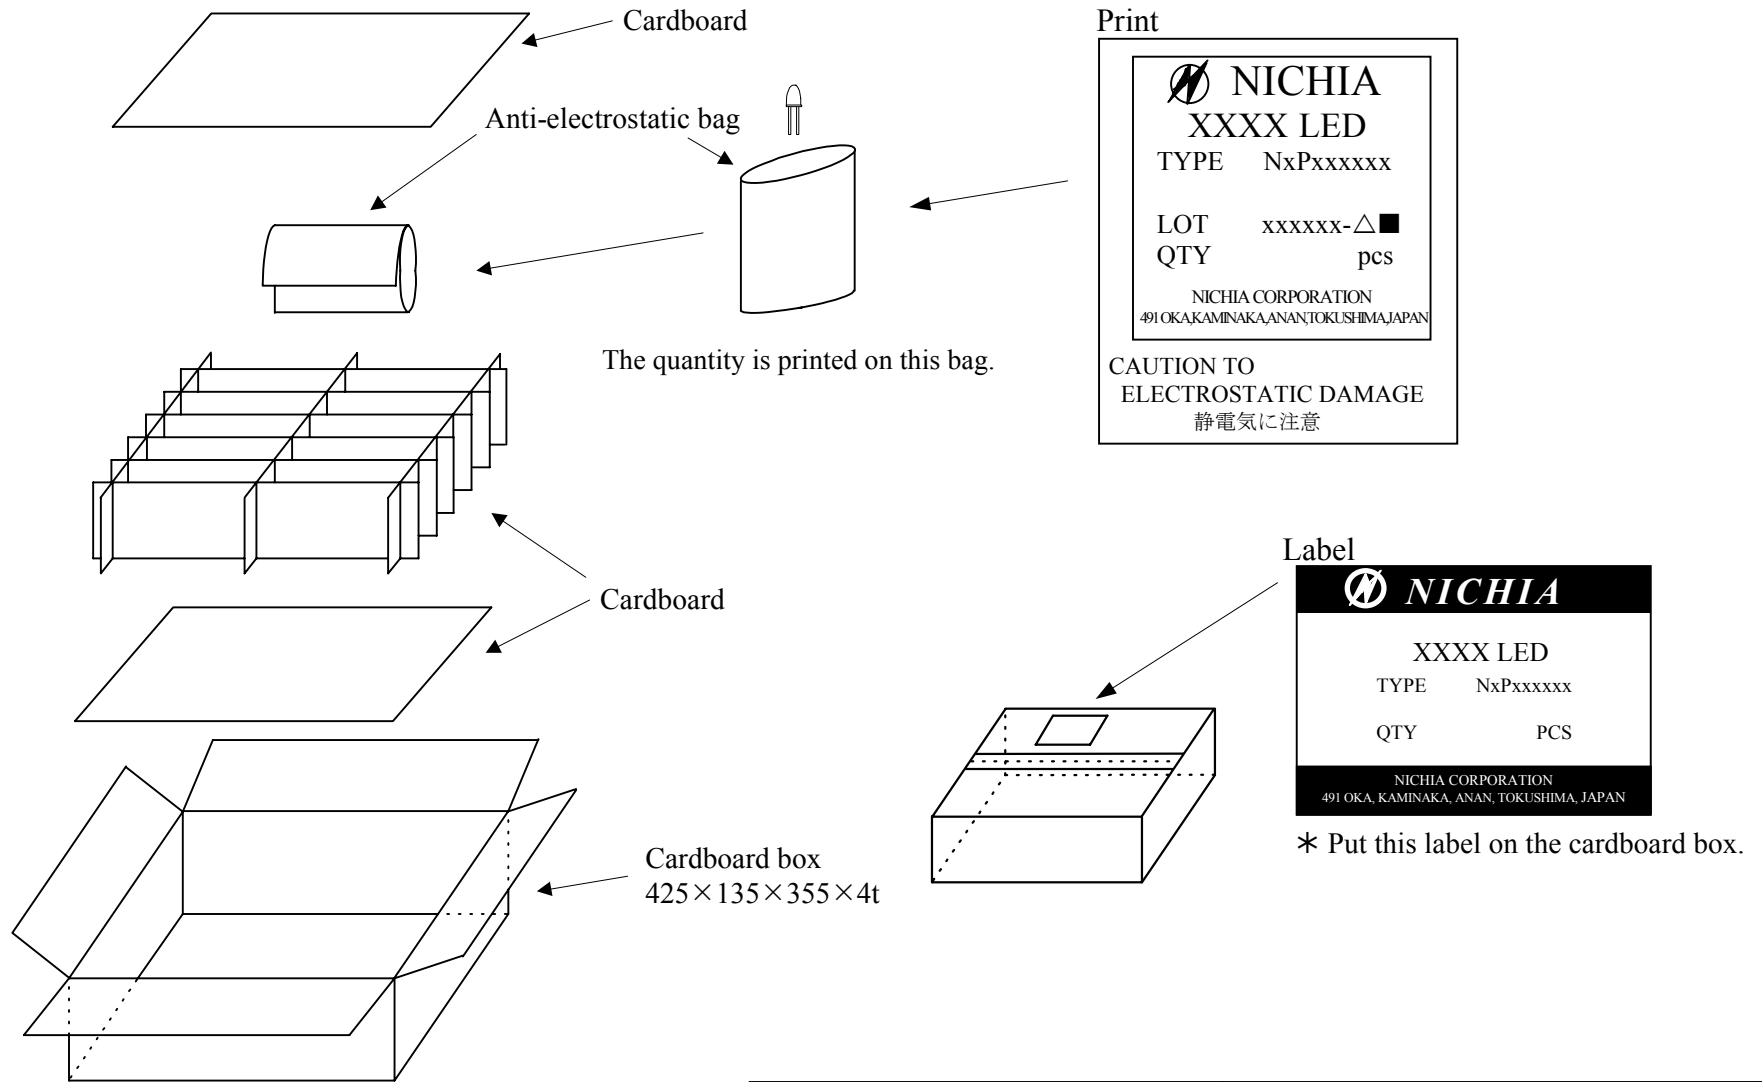 Cardboard
Anti-electrostatic bag
The quantity is printed on this bag.
Cardboard
Cardboard box
425×135×355×4t
Print
NICHIA
XXXX LED
TYPE NxPxxxxxx
LOT xxxxxx-△■
QTY pcs
NICHIA CORPORATION
491 OKA,KAMINAKA,ANAN,TOKUSHIMA,JAPAN
CAUTION TO
ELECTROSTATIC DAMAGE
静電気に注意
Label
NICHIA
XXXX LED
TYPE NxPxxxxxx
QTY PCS
NICHIA CORPORATION
491 OKA, KAMINAKA, ANAN, TOKUSHIMA, JAPAN
＊ Put this label on the cardboard box.